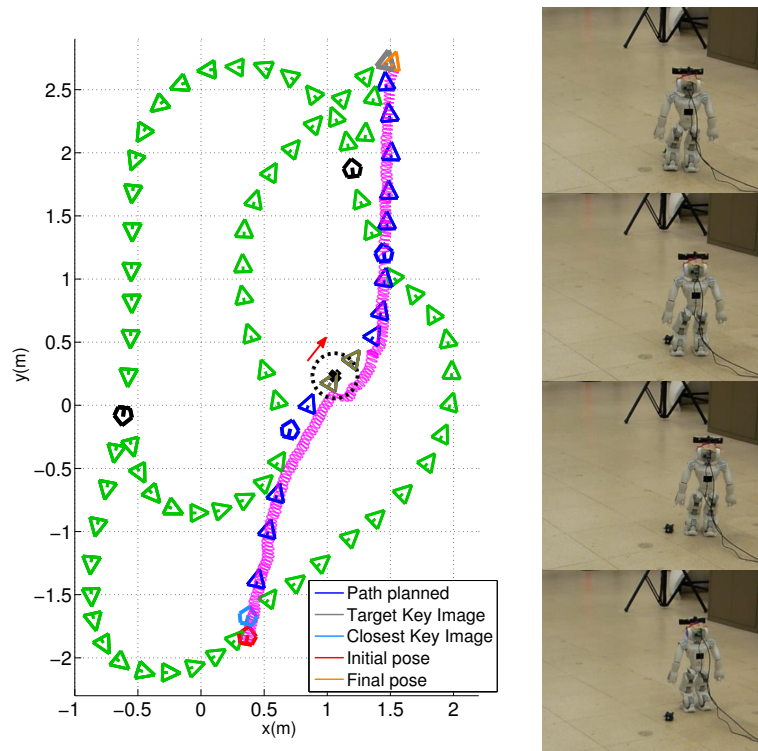 2.5
2
1.5
1
0.5
0
−0.5
−1
−1.5
−2
y(m)
Path planned
Target Key Image
Closest Key Image
Initial pose
Final pose
−1 −0.5 0 0.5 1 1.5 2
x(m)